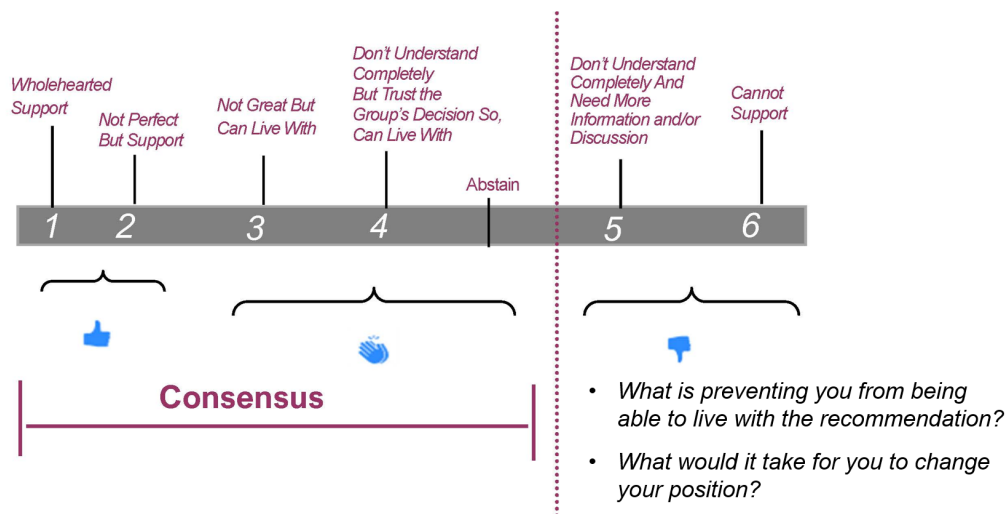 Wholehearted
Support
Not Perfect
But Support
Not Great But
Can Live With
Don't Understand
Completely
But Trust the
Group's Decision So,
Can Live With
Abstain
Don't Understand
Completely And
Need More
Information and/or
Discussion
Cannot
Support
1 2 3 4 5 6
Consensus
• What is preventing you from being
able to live with the recommendation?
• What would it take for you to change
your position?